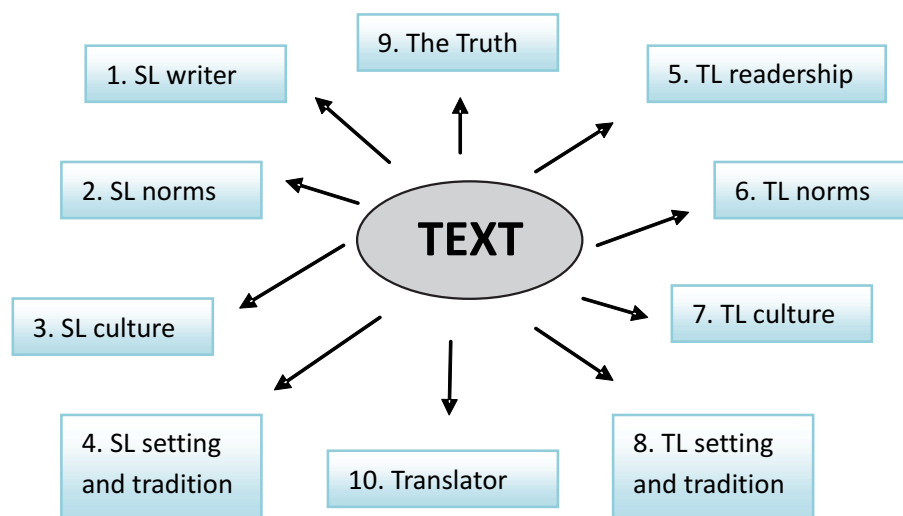 9. The Truth
1. SL writer
5. TL readership
2. SL norms
6. TL norms
TEXT
3. SL culture
7. TL culture
4. SL setting
and tradition
10. Translator
8. TL setting
and tradition